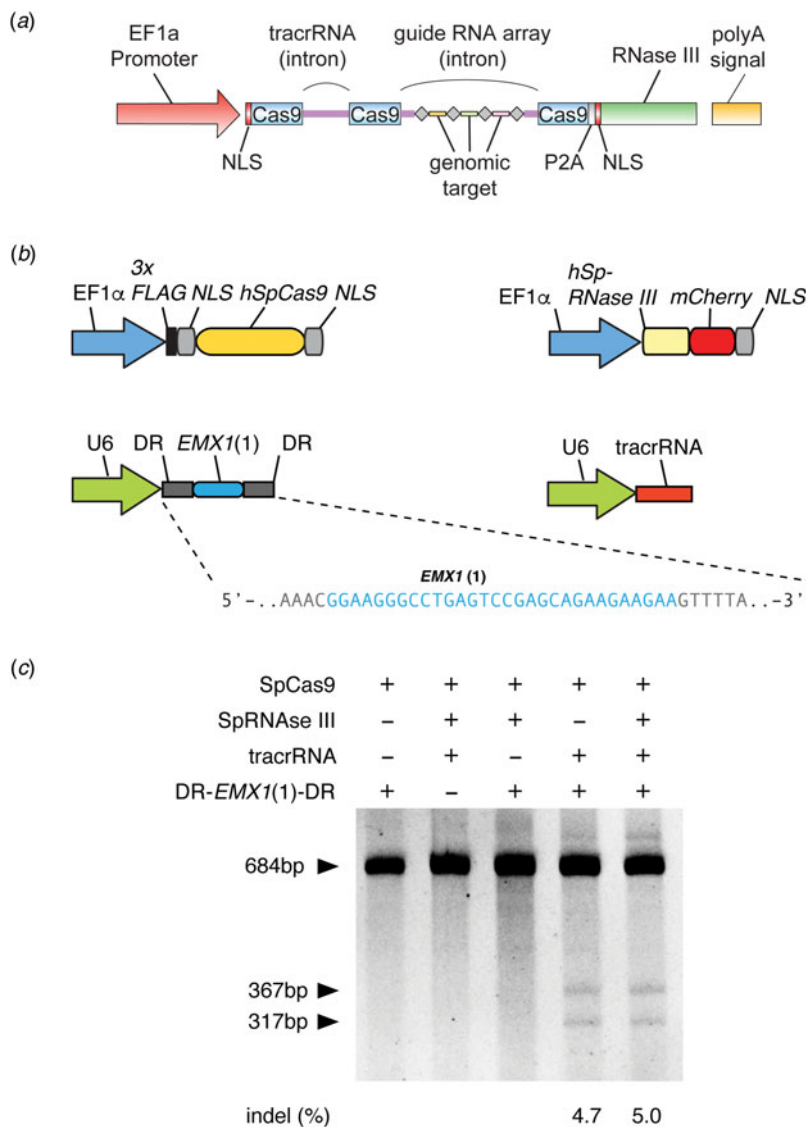 (a)
EF1a
Promoter
tracrRNA
(intron)
guide RNA array
(intron)
RNase III
polyA
signal
Cas9
Cas9
Cas9
NLS
genomic
target
P2A
NLS
(b)
EF1α
3x
FLAG NLS hSpCas9 NLS
EF1α
hSp-
RNase III mCherry NLS
U6 DR EMX1(1) DR
U6 tracrRNA
EMX1 (1)
5’–..AAACGGAAGGGCCTGAGTCCGAGCAGAAGAAGAAGTTTTA..–3’
(c)
SpCas9 + + + + +
SpRNAse III – + + – +
tracrRNA – + – + +
DR-EMX1(1)-DR + – + + +
684bp
367bp
317bp
indel (%) 4.7 5.0